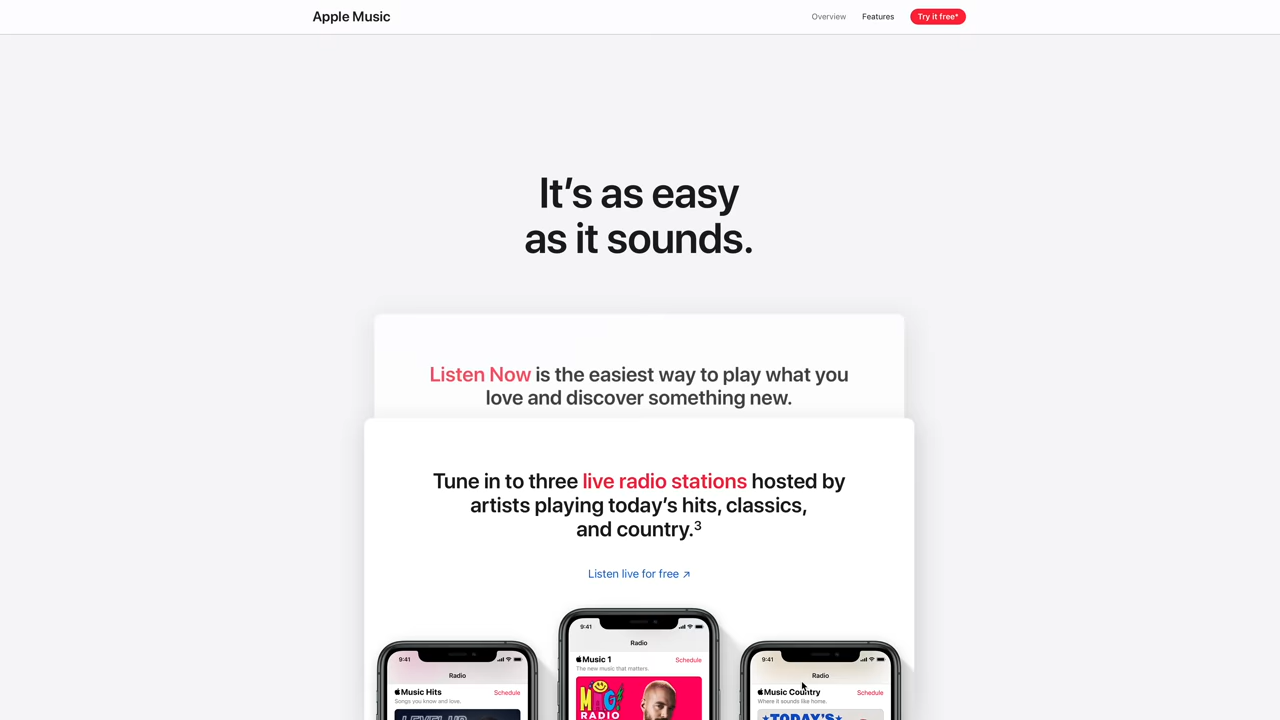 Apple Music
Overview
Features
Try it free*
It’s as easy
as it sounds.
Listen Now is the easiest way to play what you
love and discover something new.
Tune in to three live radio stations hosted by
artists playing today’s hits, classics,
and country.³
Listen live for free ↗
9:41
Radio
Music Hits
Schedule
Songs you know and love.
LEVEL UP
9:41
Radio
Music 1
Schedule
The new music that matters.
RADIO
9:41
Radio
Music Country
Schedule
Where it sounds like home.
TODAY'S